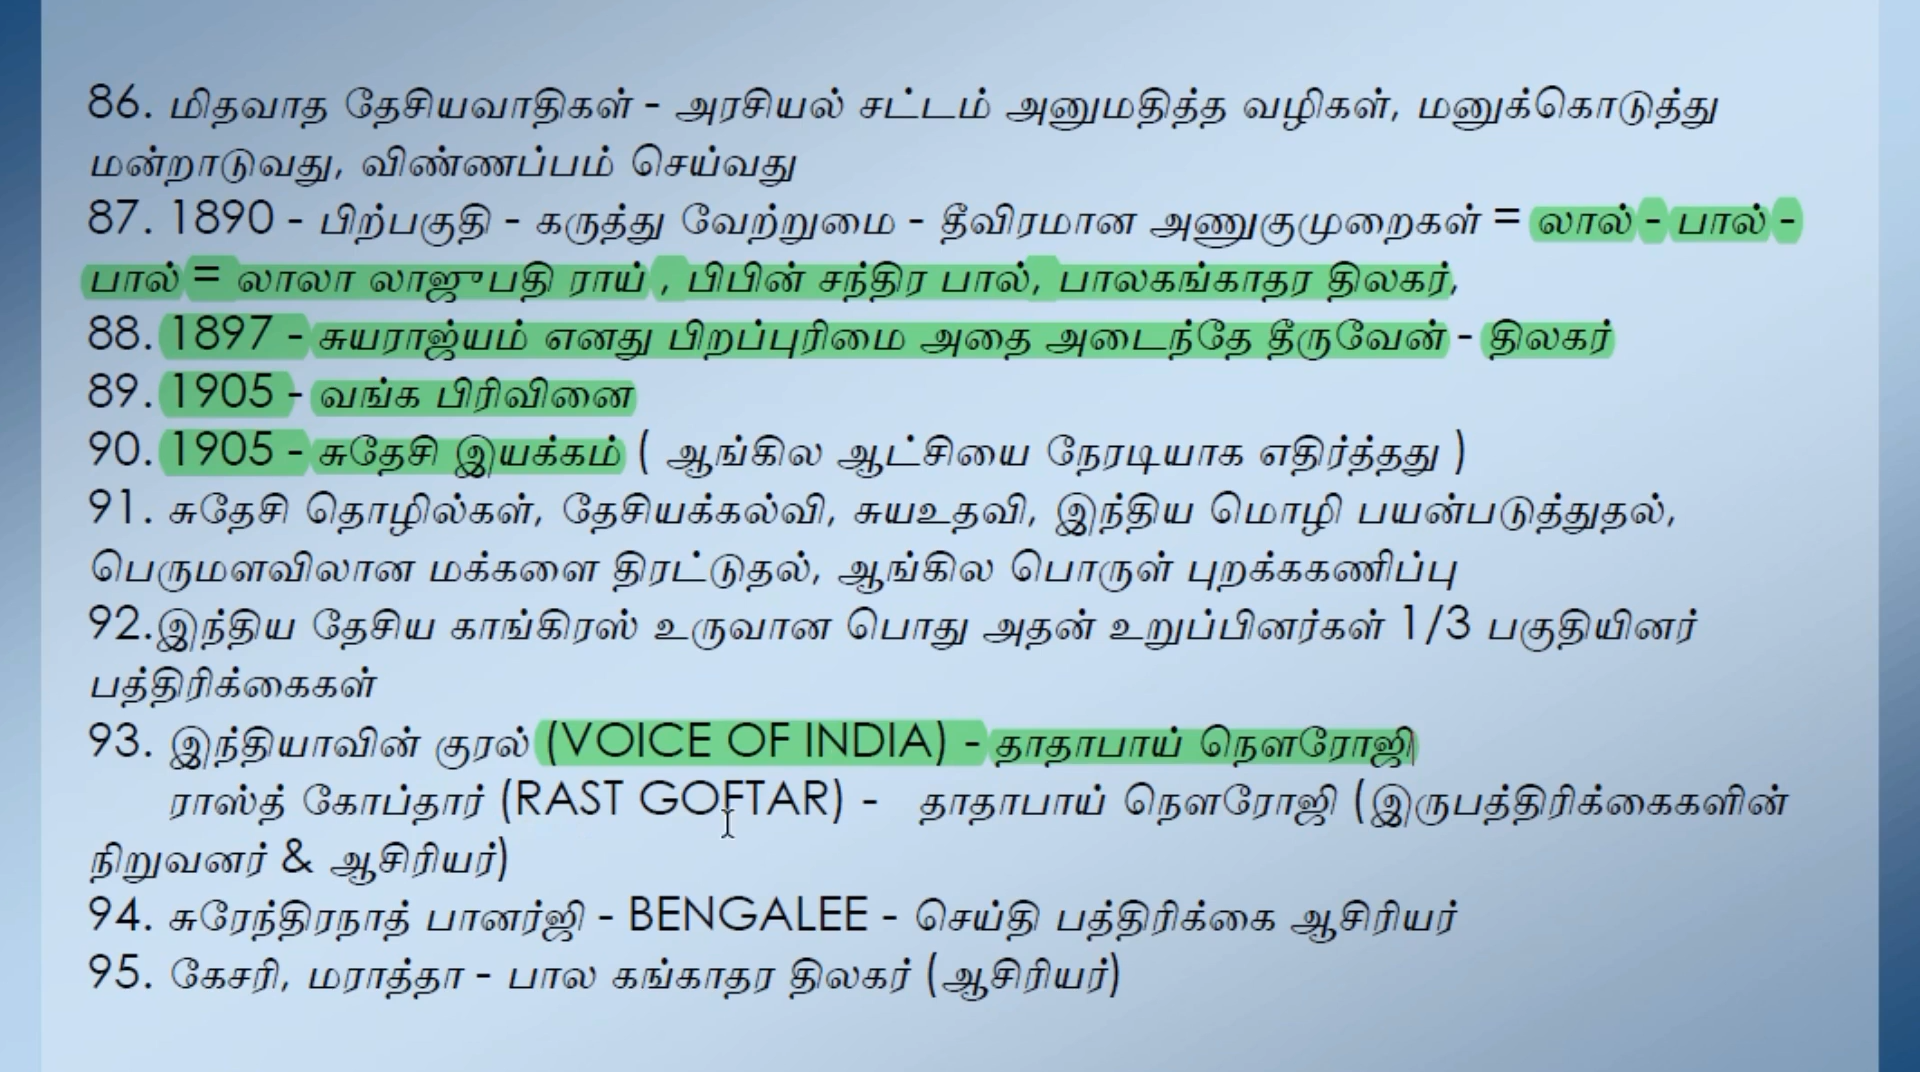 86. மிதவாத தேசியவாதிகள் - அரசியல் சட்டம் அனுமதித்த வழிகள், மனுக்கொடுத்து
மன்றாடுவது, விண்ணப்பம் செய்வது
87. 1890 - பிற்பகுதி - கருத்து வேற்றுமை - தீவிரமான அணுகுமுறைகள் = லால் - பால் -
பால் = லாலா லாஜுபதி ராய் , பிபின் சந்திர பால், பாலகங்காதர திலகர்,
88. 1897 - சுயராஜ்யம் எனது பிறப்புரிமை அதை அடைந்தே தீருவேன் - திலகர்
89. 1905 - வங்க பிரிவினை
90. 1905 - சுதேசி இயக்கம் ( ஆங்கில ஆட்சியை நேரடியாக எதிர்த்தது )
91. சுதேசி தொழில்கள், தேசியக்கல்வி, சுயஉதவி, இந்திய மொழி பயன்படுத்துதல்,
பெருமளவிலான மக்களை திரட்டுதல், ஆங்கில பொருள் புறக்ககணிப்பு
92.இந்திய தேசிய காங்கிரஸ் உருவான பொது அதன் உறுப்பினர்கள் 1/3 பகுதியினர்
பத்திரிக்கைகள்
93. இந்தியாவின் குரல் (VOICE OF INDIA) - தாதாபாய் நௌரோஜி
ராஸ்த் கோப்தார் (RAST GOFTAR) - தாதாபாய் நௌரோஜி (இருபத்திரிக்கைகளின்
நிறுவனர் & ஆசிரியர்)
94. சுரேந்திரநாத் பானர்ஜி - BENGALEE - செய்தி பத்திரிக்கை ஆசிரியர்
95. கேசரி, மராத்தா - பால கங்காதர திலகர் (ஆசிரியர்)